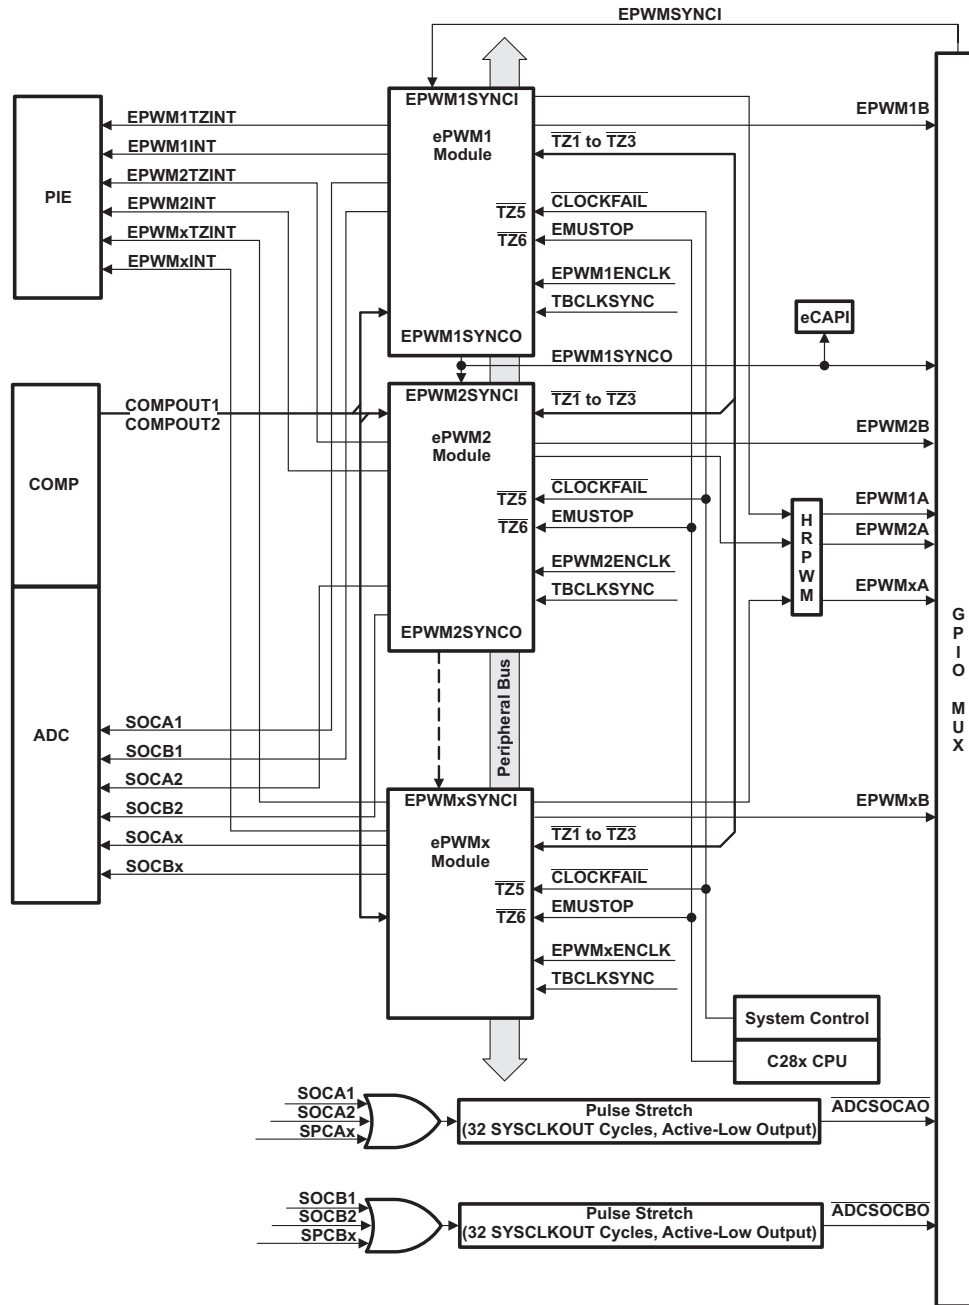 EPWMSYNCI
EPWM1SYNCI
EPWM1TZINT
EPWM1INT
EPWM2TZINT
EPWM2INT
EPWMxTZINT
EPWMxINT
PIE
ePWM1
Module
EPWM1B
TZ1 to TZ3
TZ5
CLOCKFAIL
TZ6
EMUSTOP
EPWM1ENCLK
TBCLKSYNC
EPWM1SYNCO
eCAPI
EPWM1SYNCO
COMP
COMPOUT1
COMPOUT2
EPWM2SYNCI
ePWM2
Module
TZ1 to TZ3
EPWM2B
TZ5
CLOCKFAIL
TZ6
EMUSTOP
EPWM2ENCLK
TBCLKSYNC
EPWM2SYNCO
HRPWM
EPWM1A
EPWM2A
EPWMxA
GPIO MUX
Peripheral Bus
ADC
SOCA1
SOCB1
SOCA2
SOCB2
SOCAx
SOCBx
EPWMxSYNCI
ePWMx
Module
EPWMxB
TZ1 to TZ3
TZ5
CLOCKFAIL
TZ6
EMUSTOP
EPWMxENCLK
TBCLKSYNC
System Control
C28x CPU
SOCA1
SOCA2
SPCAx
Pulse Stretch
(32 SYSCLKOUT Cycles, Active-Low Output)
ADCSOCAO
SOCB1
SOCB2
SPCBx
Pulse Stretch
(32 SYSCLKOUT Cycles, Active-Low Output)
ADCSOCBO